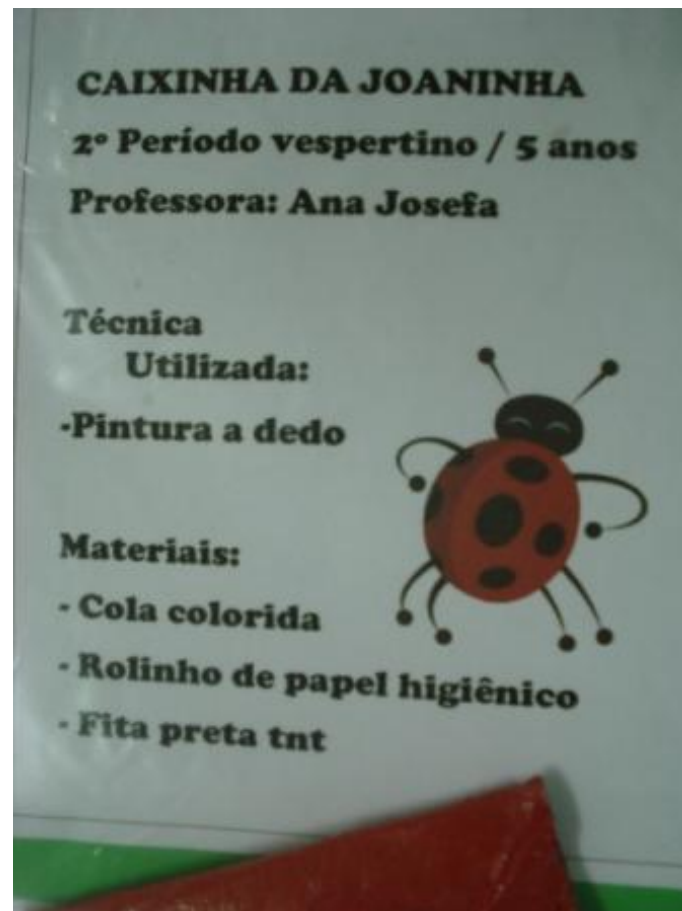 CAIXINHA DA JOANINHA
2º Período vespertino / 5 anos
Professora: Ana Josefa
Técnica
Utilizada:
-Pintura a dedo
Materiais:
- Cola colorida
- Rolinho de papel higiênico
- Fita preta tnt